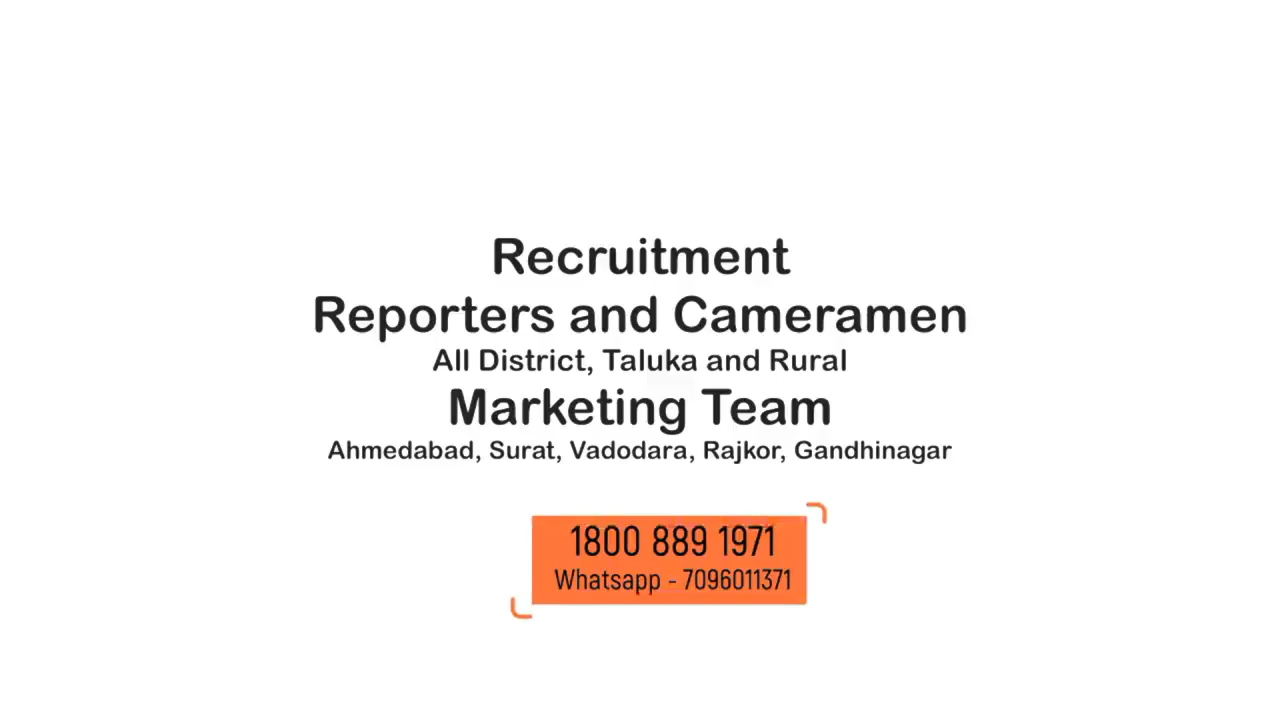 Recruitment
Reporters and Cameramen
All District, Taluka and Rural
Marketing Team
Ahmedabad, Surat, Vadodara, Rajkor, Gandhinagar
1800 889 1971
Whatsapp - 7096011371